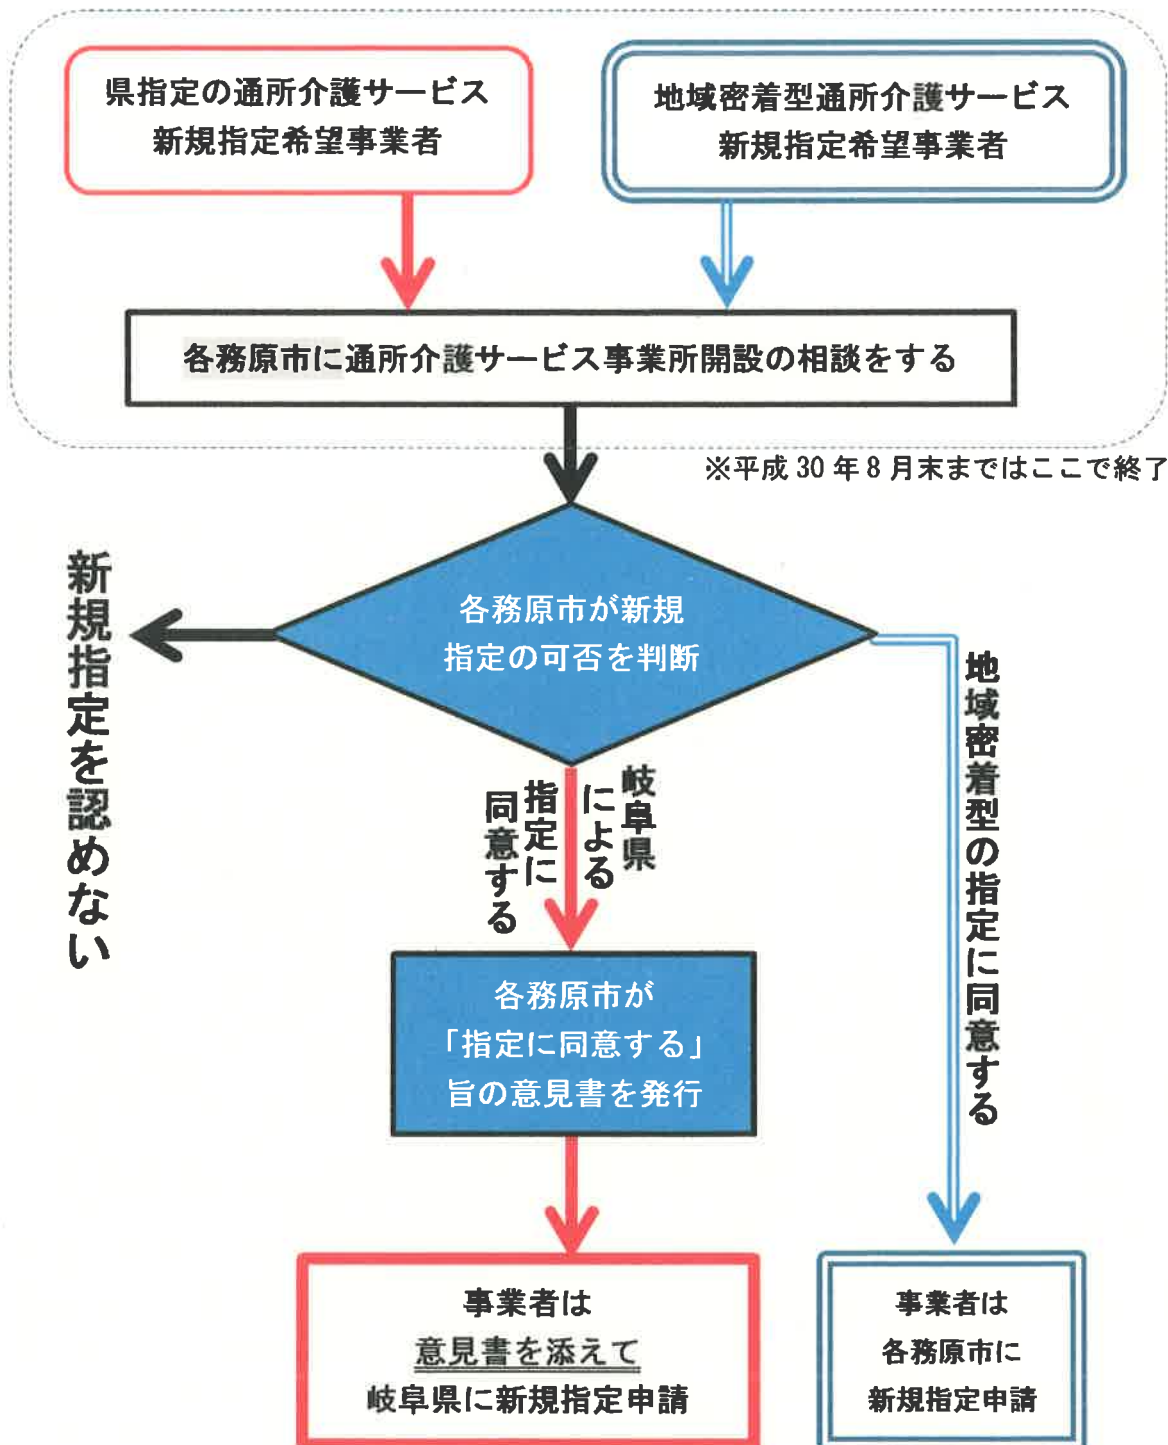 県指定の通所介護サービス
新規指定希望事業者
地域密着型通所介護サービス
新規指定希望事業者
各務原市に通所介護サービス事業所開設の相談をする
※平成 30 年 8 月末まではここで終了
各務原市が新規
指定の可否を判断
新規指定を認めない
岐阜県
による
指定に
同意する
地域密着型の指定に同意する
各務原市が
「指定に同意する」
旨の意見書を発行
事業者は
意見書を添えて
岐阜県に新規指定申請
事業者は
各務原市に
新規指定申請